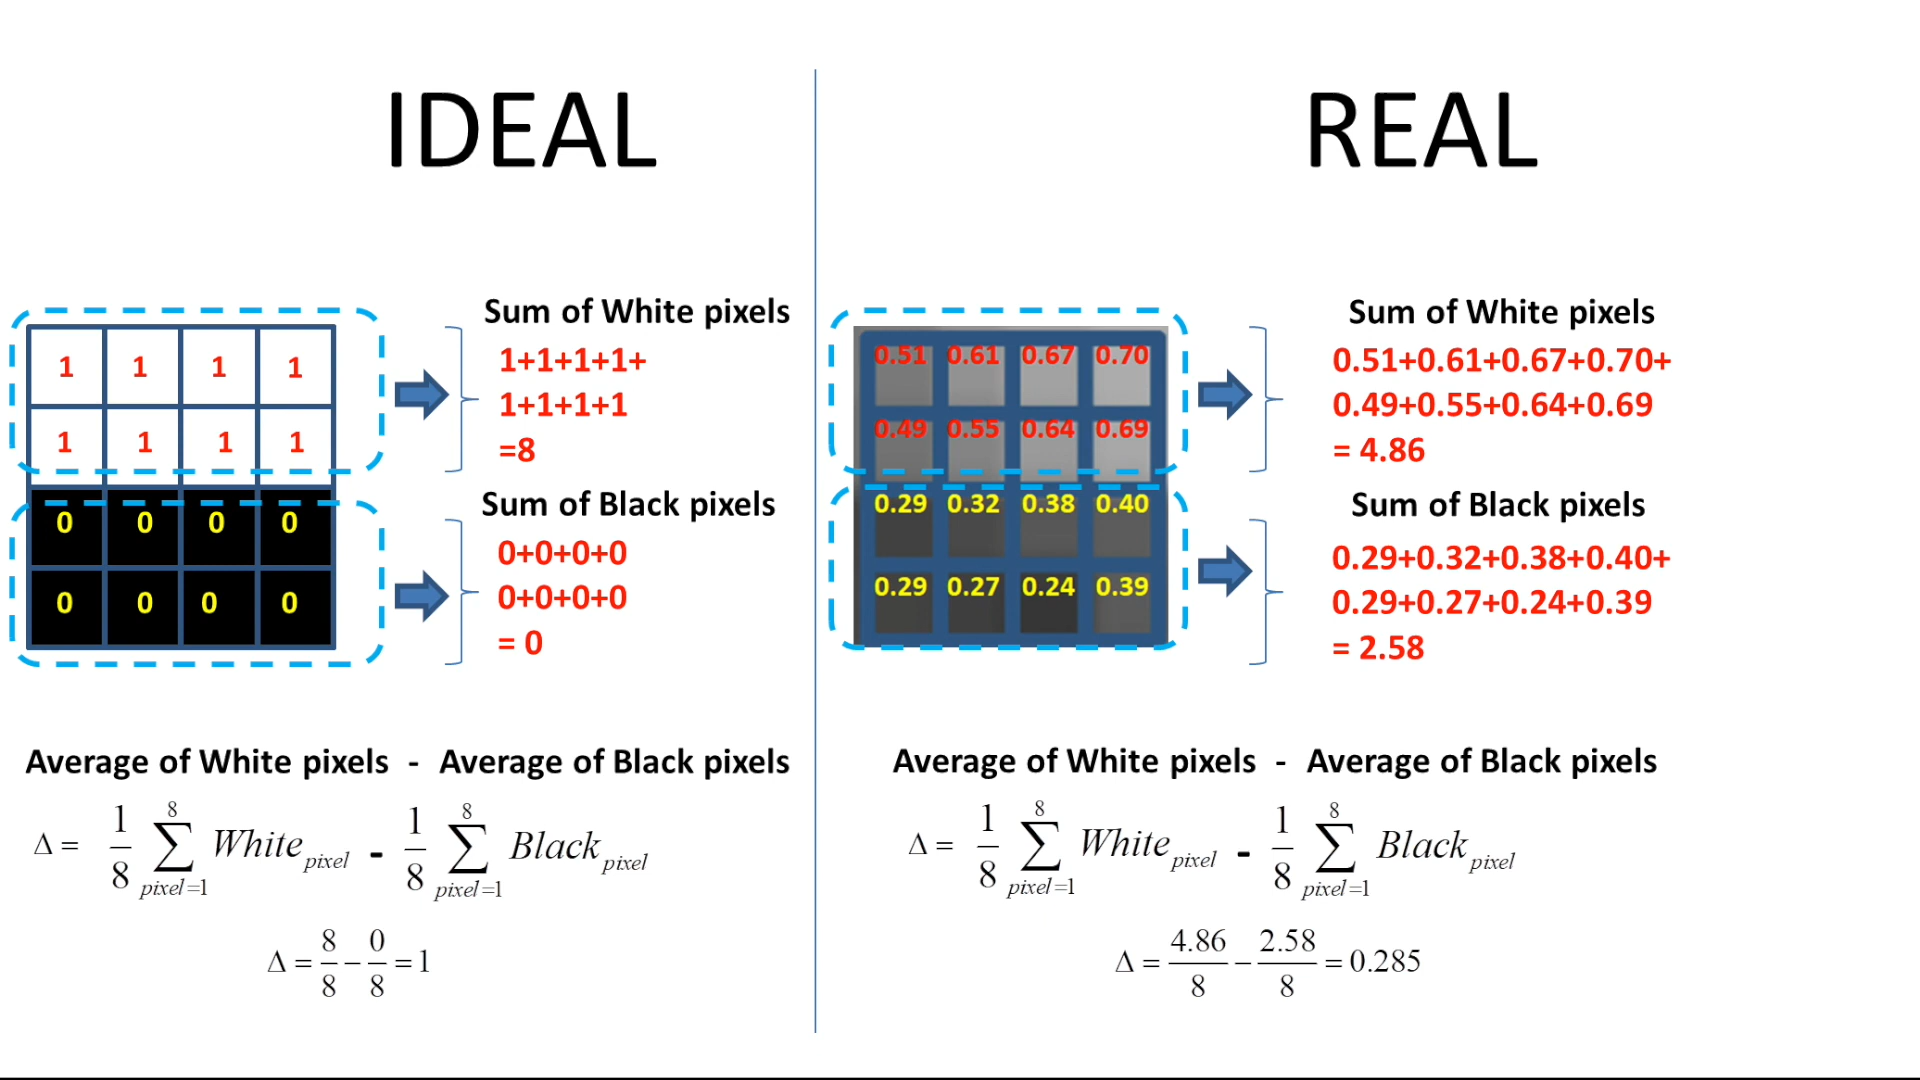 IDEAL
1 1 1 1
1 1 1 1
0 0 0 0
0 0 0 0
Sum of White pixels
1+1+1+1+
1+1+1+1
=8
Sum of Black pixels
0+0+0+0
0+0+0+0
= 0
Average of White pixels - Average of Black pixels
Δ = 1/8 ∑ pixel=1 8 White pixel - 1/8 ∑ pixel=1 8 Black pixel
Δ = 8/8 − 0/8 = 1
REAL
0.51 0.61 0.67 0.70
0.49 0.55 0.64 0.69
0.29 0.32 0.38 0.40
0.29 0.27 0.24 0.39
Sum of White pixels
0.51+0.61+0.67+0.70+
0.49+0.55+0.64+0.69
= 4.86
Sum of Black pixels
0.29+0.32+0.38+0.40+
0.29+0.27+0.24+0.39
= 2.58
Average of White pixels - Average of Black pixels
Δ = 1/8 ∑ pixel=1 8 White pixel - 1/8 ∑ pixel=1 8 Black pixel
Δ = 4.86/8 − 2.58/8 = 0.285